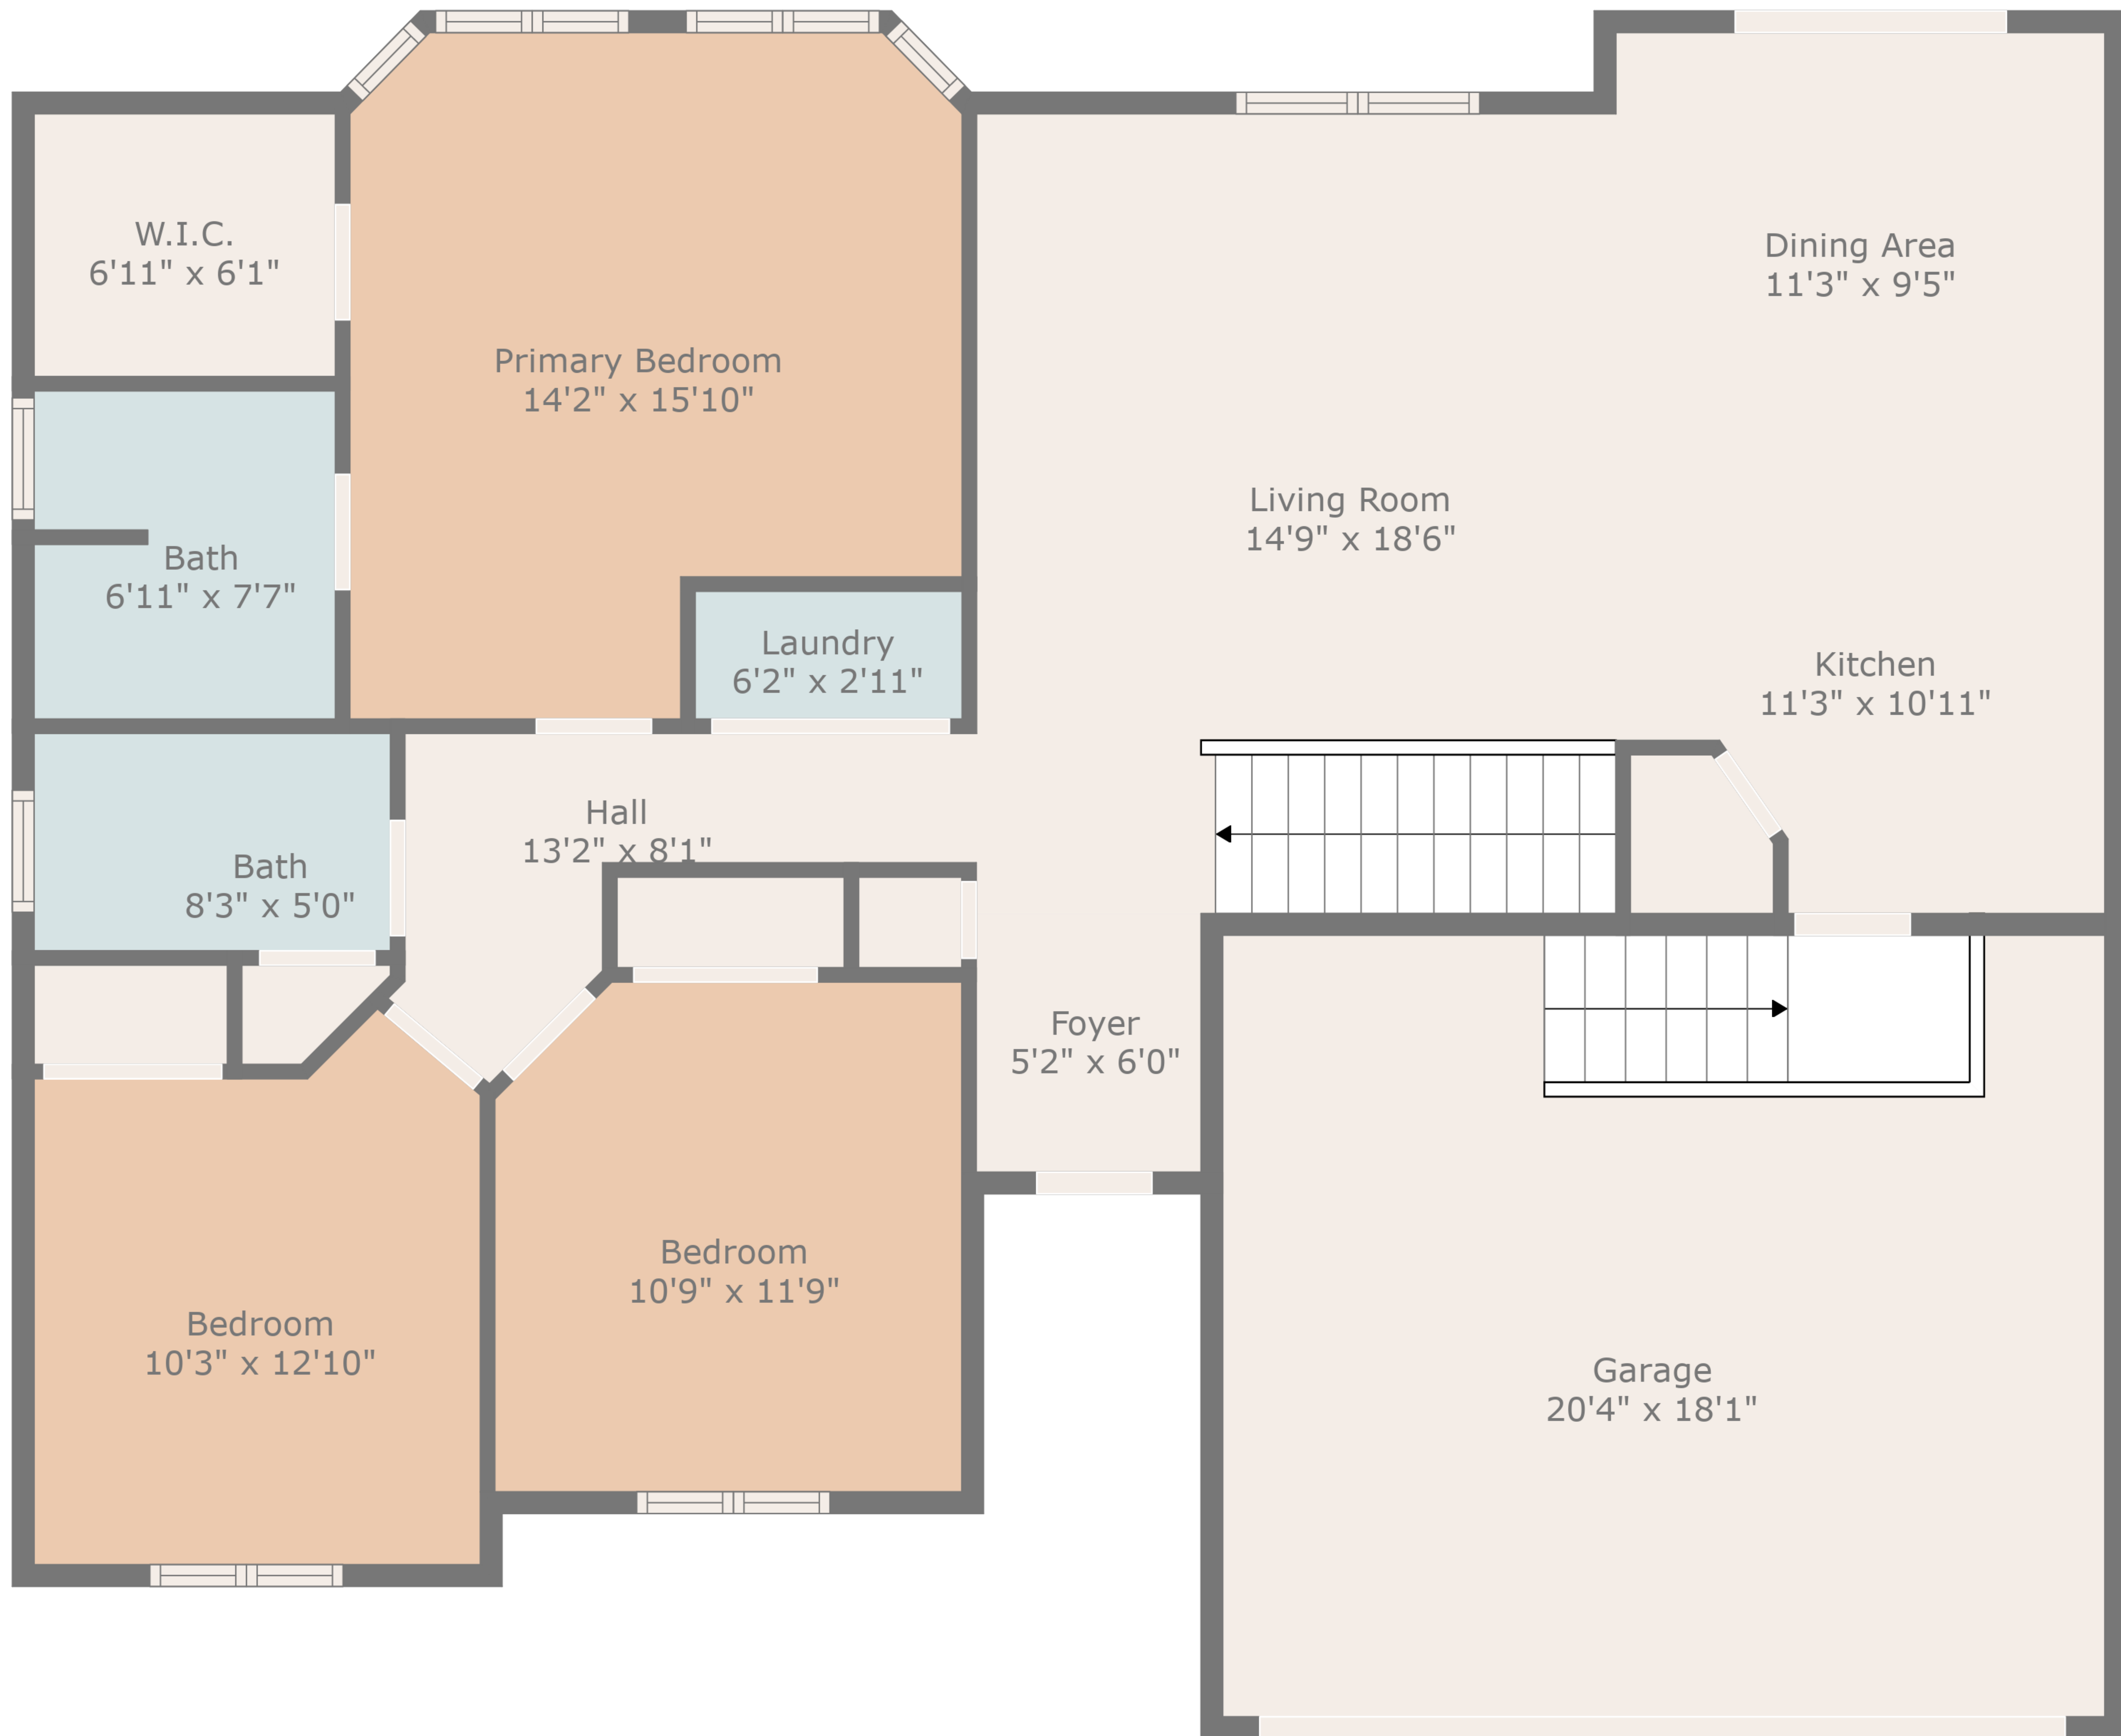 W.I.C.
6'11" x 6'1"
Dining Area
11'3" x 9'5"
Primary Bedroom
14'2" x 15'10"
Living Room
14'9" x 18'6"
Bath
6'11" x 7'7"
Laundry
6'2" x 2'11"
Kitchen
11'3" x 10'11"
Hall
13'2" x 8'1"
Bath
8'3" x 5'0"
Foyer
5'2" x 6'0"
Bedroom
10'9" x 11'9"
Bedroom
10'3" x 12'10"
Garage
20'4" x 18'1"